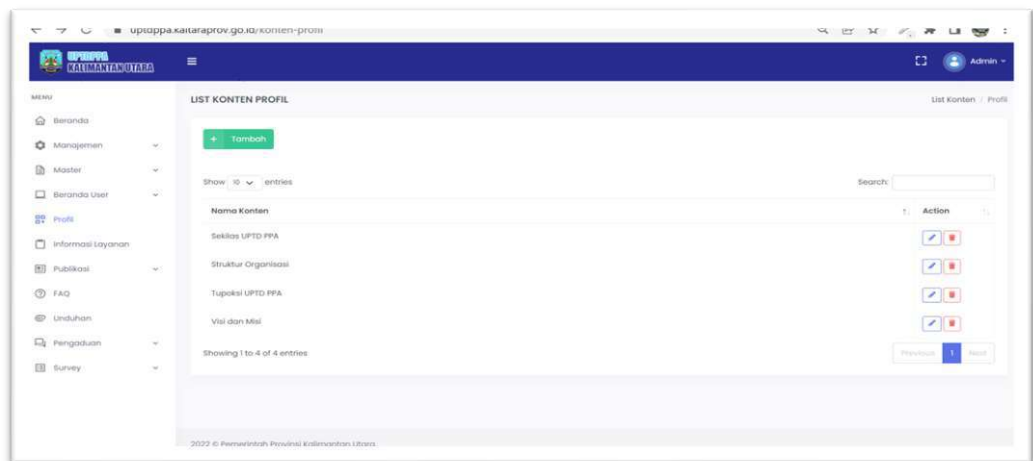 uptdppa.kaltaraprov.go.id/konten-profil
UPTDPPA
KALIMANTAN UTARA
Admin
MENU
LIST KONTEN PROFIL
List Konten / Profil
Beranda
+ Tambah
Manajemen
Master
Show 10 entries
Search:
Beranda User
Nama Konten
Action
Profil
Sekilas UPTD PPA
Informasi Layanan
Struktur Organisasi
Publikasi
Tupoksi UPTD PPA
FAQ
Visi dan Misi
Unduhan
Pengaduan
Showing 1 to 4 of 4 entries
Previous 1 Next
Survey
2022 © Pemerintah Provinsi Kalimantan Utara.